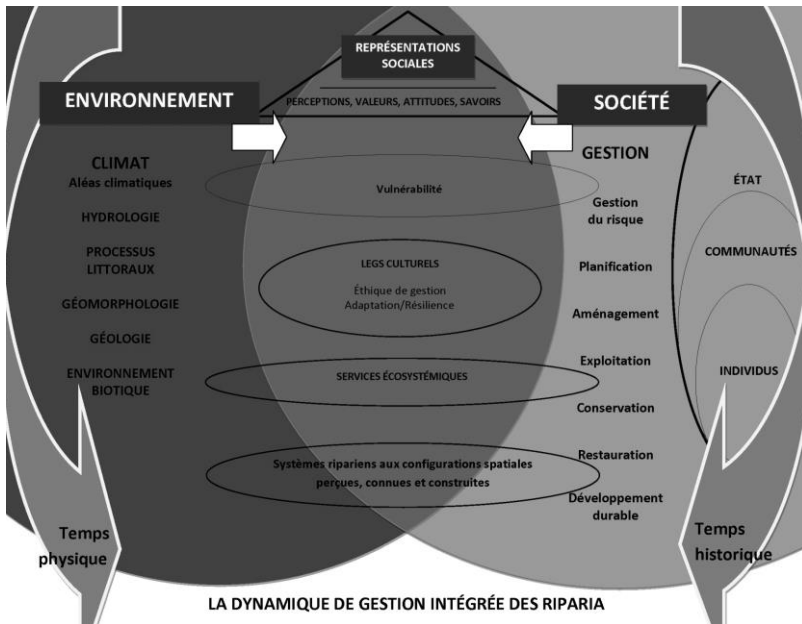 REPRÉSENTATIONS
SOCIALES
PERCEPTIONS, VALEURS, ATTITUDES, SAVOIRS
ENVIRONNEMENT
SOCIÉTÉ
CLIMAT
Aléas climatiques
HYDROLOGIE
PROCESSUS
LITTORAUX
GÉOMORPHOLOGIE
GÉOLOGIE
ENVIRONNEMENT
BIOTIQUE
Vulnérabilité
LEGS CULTURELS
Éthique de gestion
Adaptation/Résilience
SERVICES ÉCOSYSTÉMIQUES
Systèmes ripariens aux configurations spatiales
perçues, connues et construites
GESTION
Gestion
du risque
Planification
Aménagement
Exploitation
Conservation
Restauration
Développement
durable
ÉTAT
COMMUNAUTÉS
INDIVIDUS
Temps
physique
Temps
historique
LA DYNAMIQUE DE GESTION INTÉGRÉE DES RIPARIA